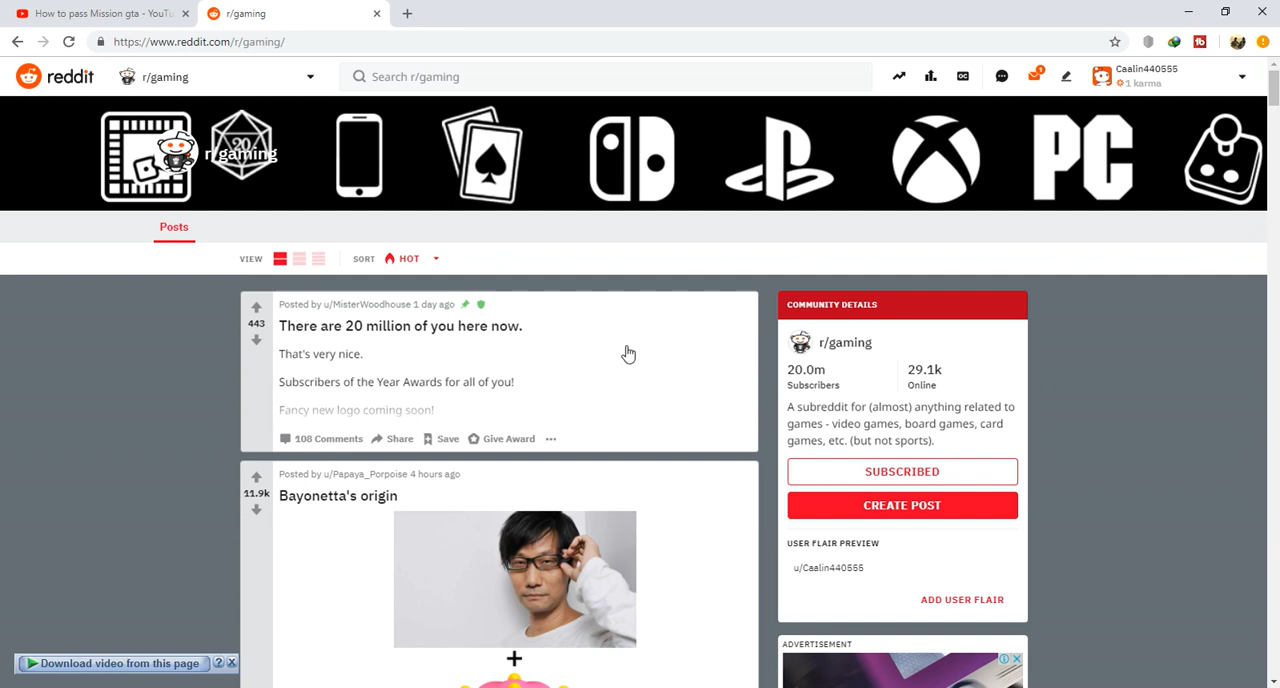 How to pass Mission gta - YouTu
r/gaming
https://www.reddit.com/r/gaming/
reddit
r/gaming
Search r/gaming
1
Caalin440555
1 karma
20
r/gaming
PC
Posts
VIEW
SORT
HOT
443
Posted by u/MisterWoodhouse 1 day ago
There are 20 million of you here now.
That's very nice.
Subscribers of the Year Awards for all of you!
Fancy new logo coming soon!
108 Comments
Share
Save
Give Award
11.9k
Posted by u/Papaya_Porpoise 4 hours ago
Bayonetta's origin
+
COMMUNITY DETAILS
r/gaming
20.0m
29.1k
Subscribers
Online
A subreddit for (almost) anything related to
games - video games, board games, card
games, etc. (but not sports).
SUBSCRIBED
CREATE POST
USER FLAIR PREVIEW
u/Caalin440555
ADD USER FLAIR
ADVERTISEMENT
Download video from this page